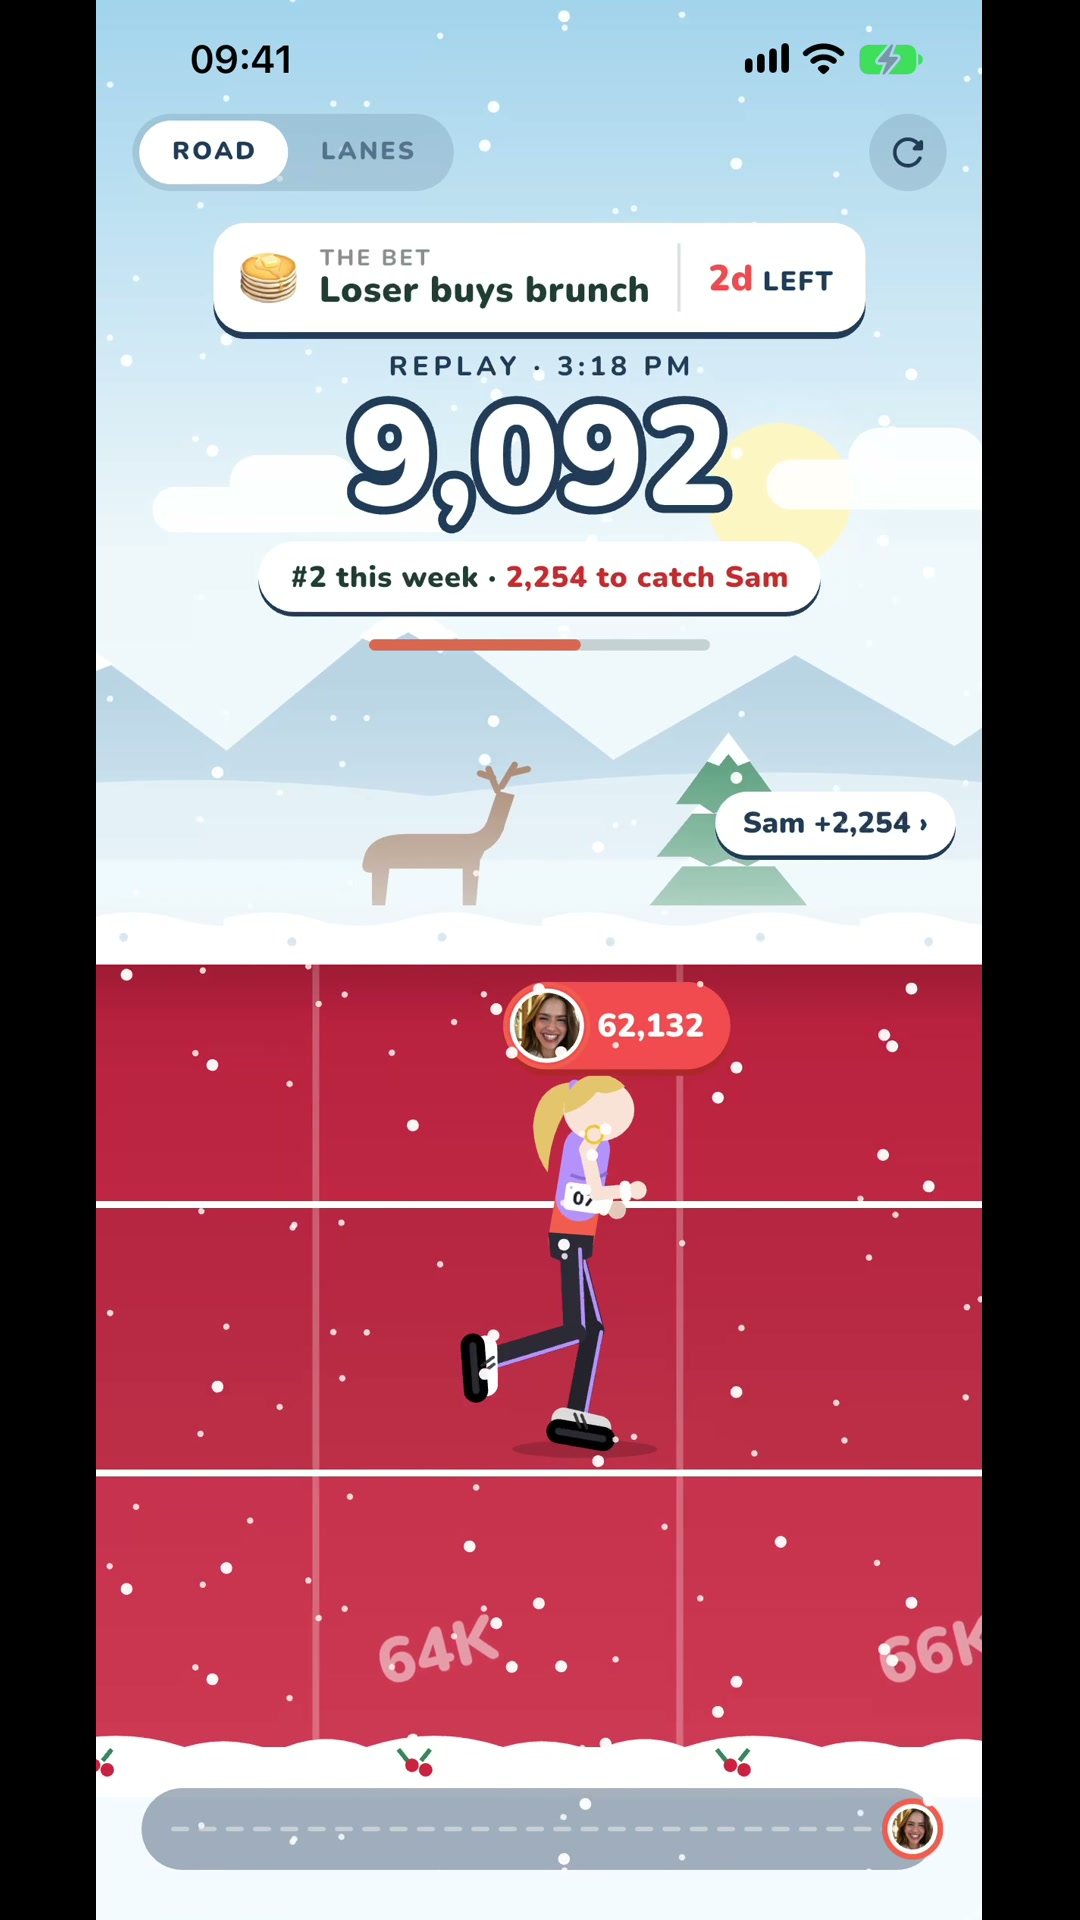 09:41
ROAD LANES
THE BET
Loser buys brunch
2d LEFT
REPLAY · 3:18 PM
9,092
#2 this week · 2,254 to catch Sam
Sam +2,254 ›
62,132
07
64K
66K